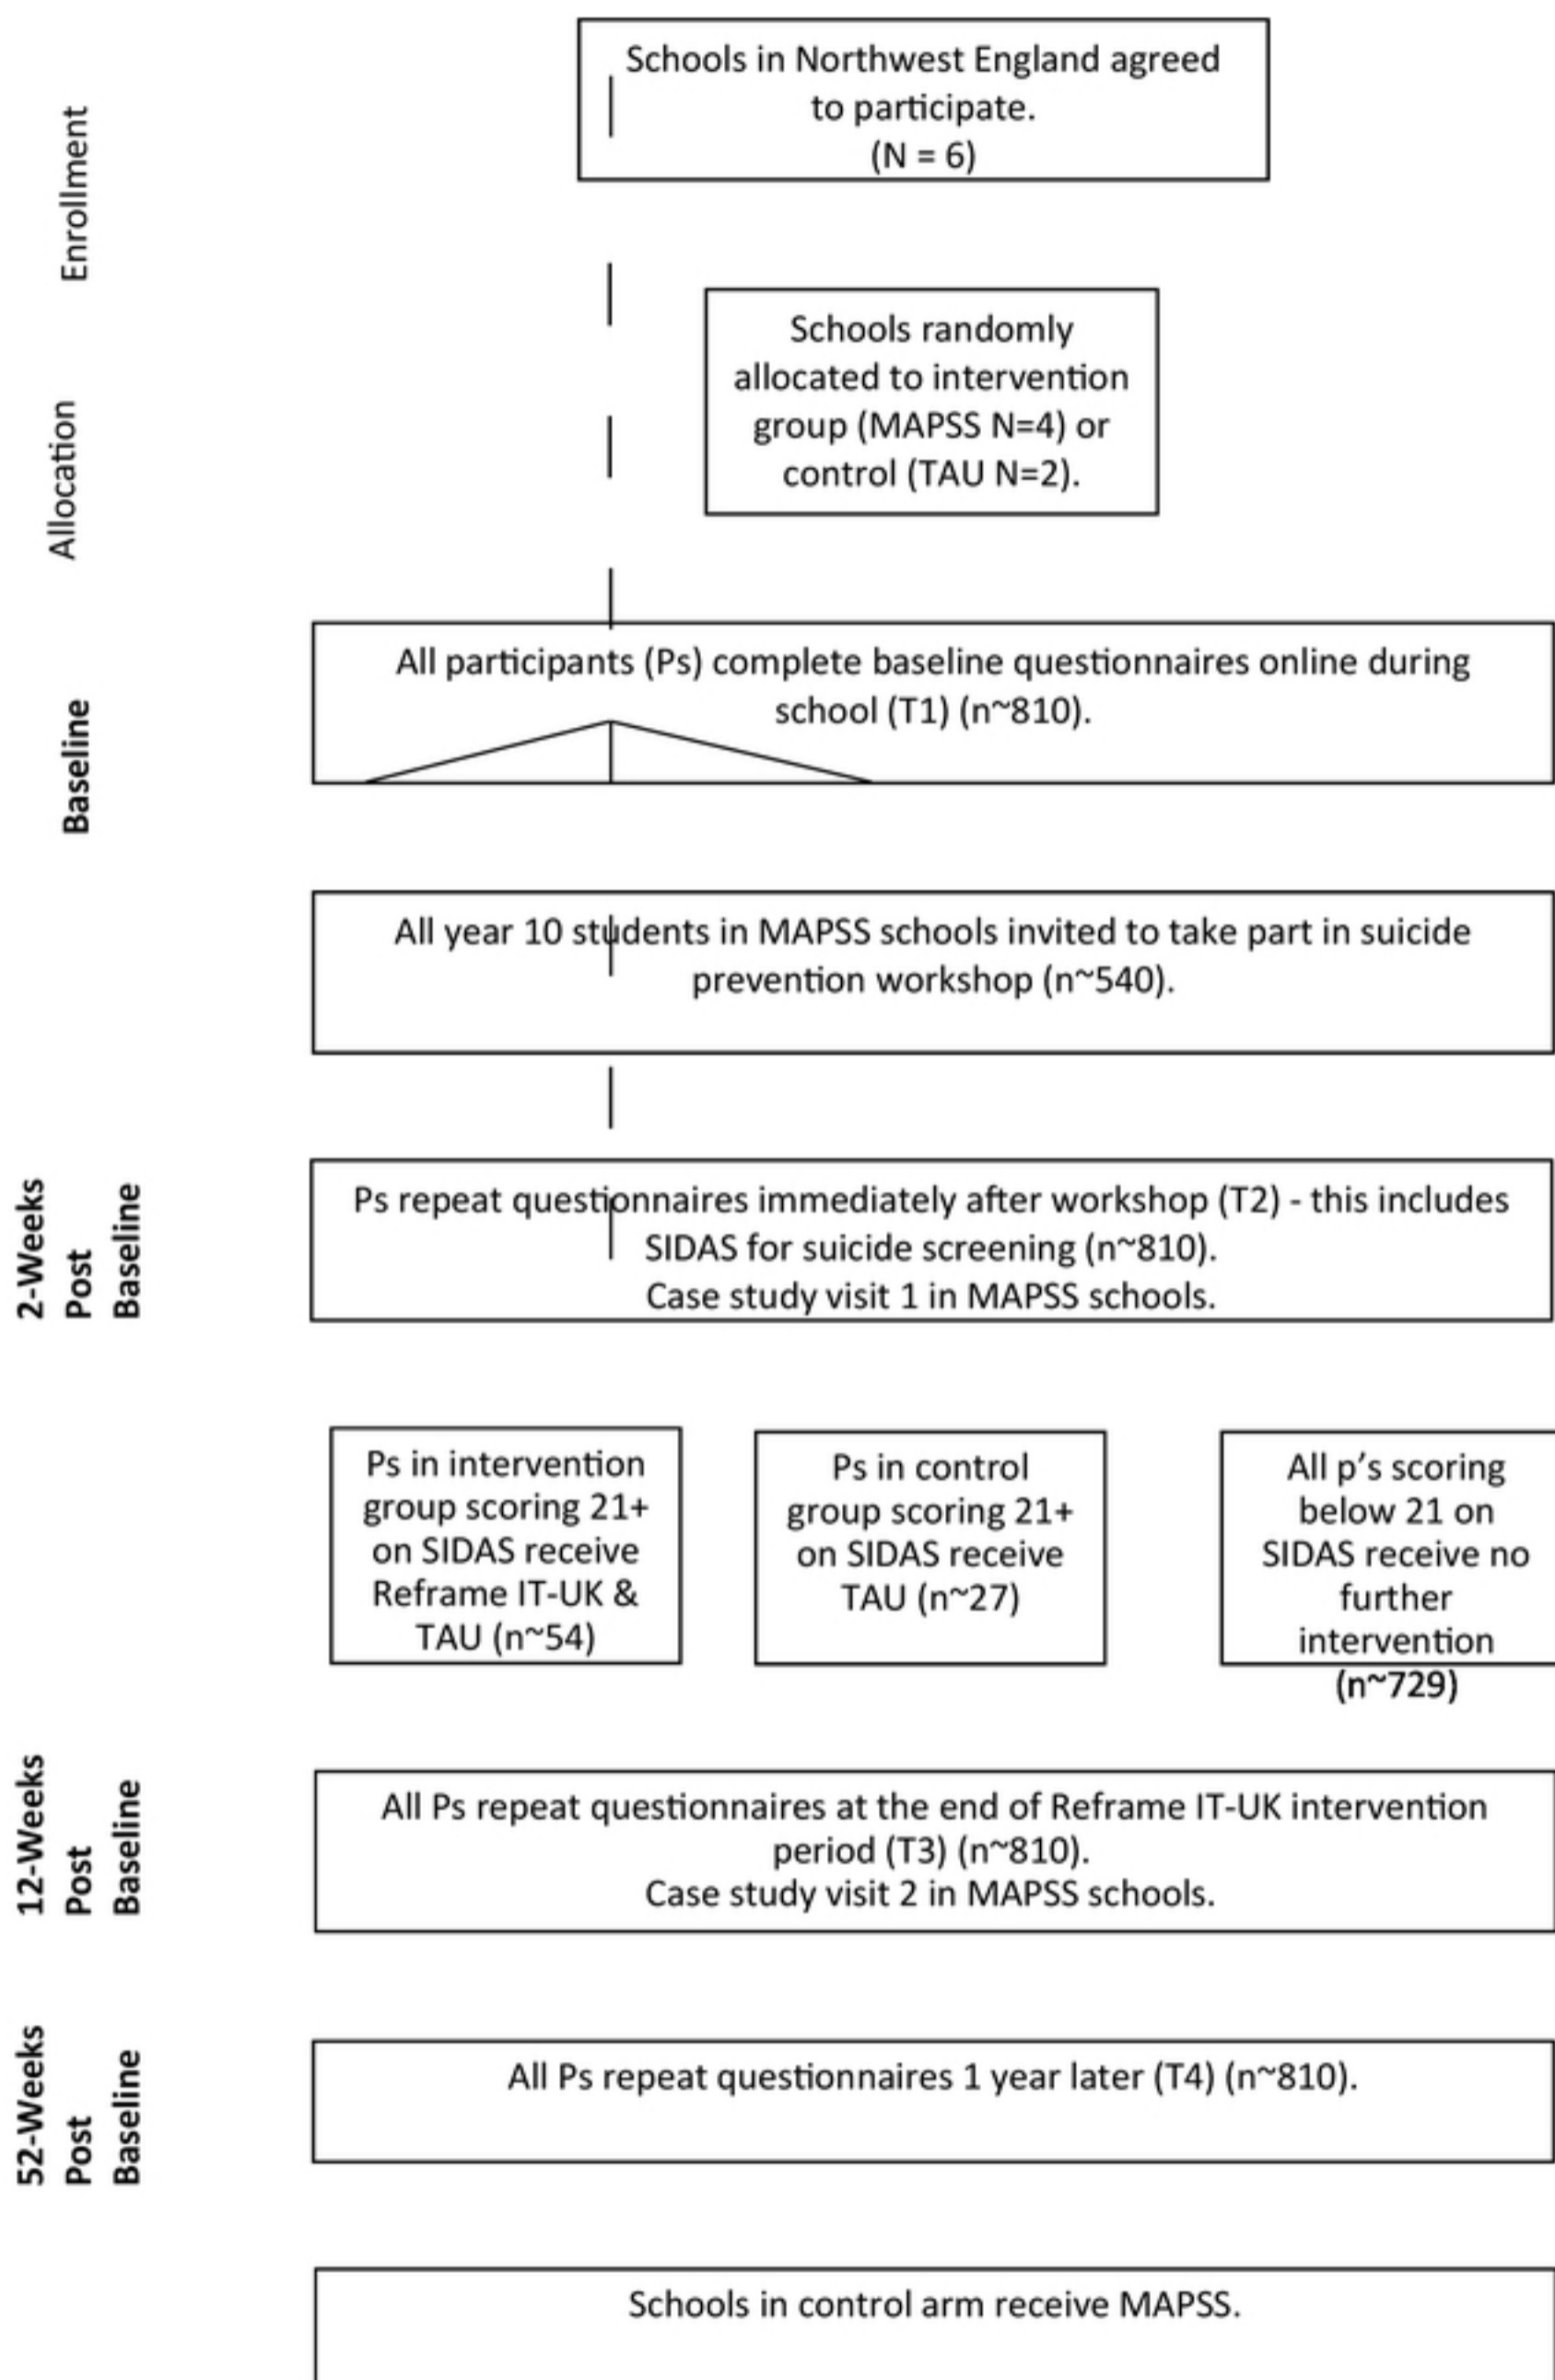 Enrollment
Schools in Northwest England agreed
to participate.
(N = 6)
Allocation
Schools randomly
allocated to intervention
group (MAPSS N=4) or
control (TAU N=2).
Baseline
All participants (Ps) complete baseline questionnaires online during
school (T1) (n~810).
All year 10 students in MAPSS schools invited to take part in suicide
prevention workshop (n~540).
2-Weeks
Post
Baseline
Ps repeat questionnaires immediately after workshop (T2) - this includes
SIDAS for suicide screening (n~810).
Case study visit 1 in MAPSS schools.
Ps in intervention
group scoring 21+
on SIDAS receive
Reframe IT-UK &
TAU (n~54)
Ps in control
group scoring 21+
on SIDAS receive
TAU (n~27)
All p’s scoring
below 21 on
SIDAS receive no
further
intervention
(n~729)
12-Weeks
Post
Baseline
All Ps repeat questionnaires at the end of Reframe IT-UK intervention
period (T3) (n~810).
Case study visit 2 in MAPSS schools.
52-Weeks
Post
Baseline
All Ps repeat questionnaires 1 year later (T4) (n~810).
Schools in control arm receive MAPSS.